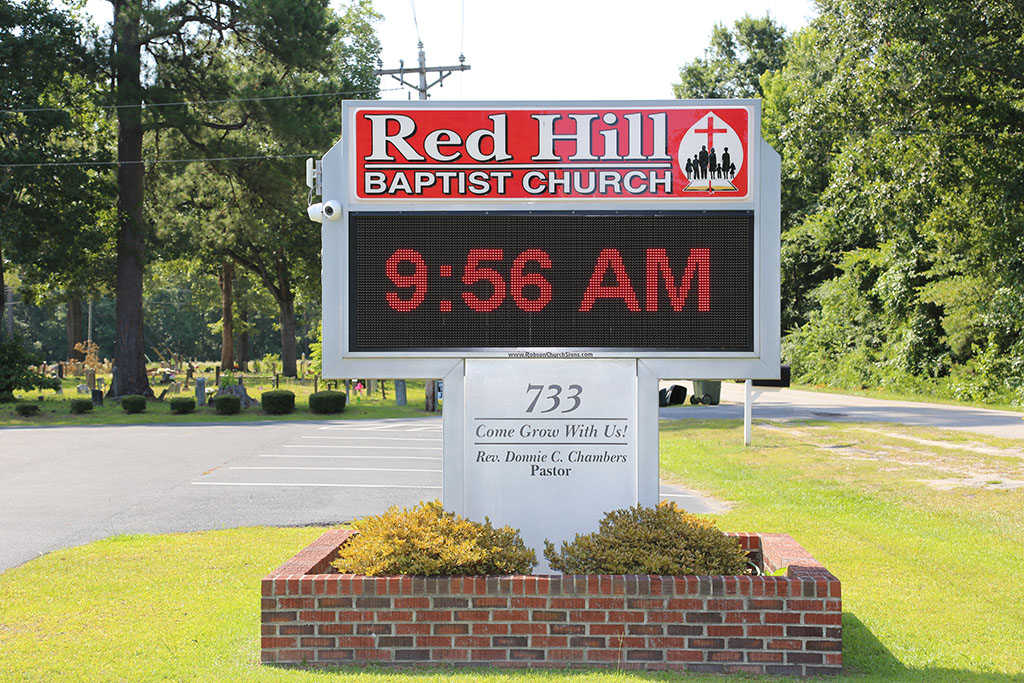 Red Hill
BAPTIST CHURCH
9:56 AM
www.RobsonChurchSigns.com
733
Come Grow With Us!
Rev. Donnie C. Chambers
Pastor